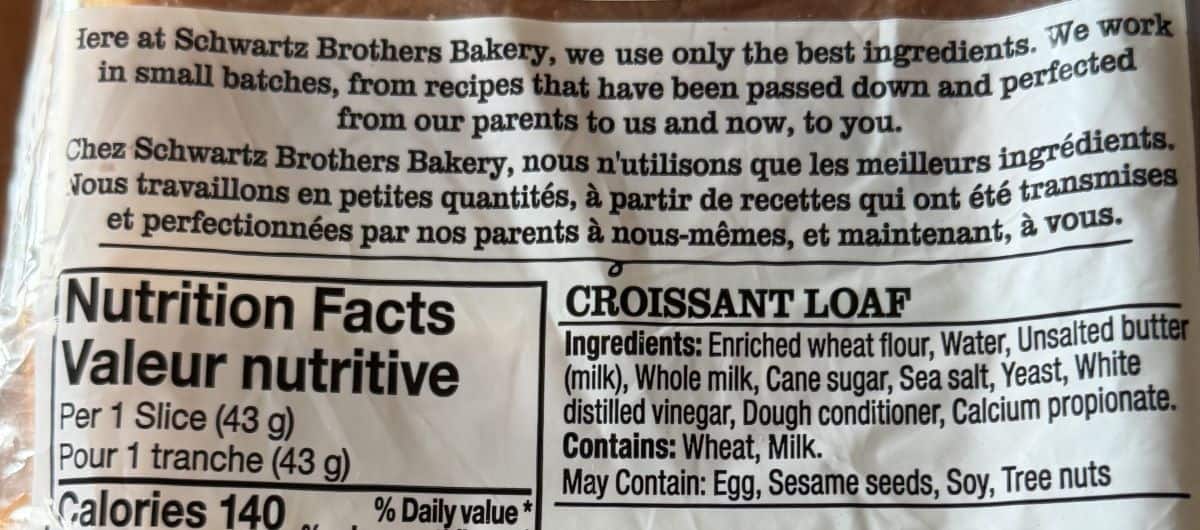 Here at Schwartz Brothers Bakery, we use only the best ingredients. We work
in small batches, from recipes that have been passed down and perfected
from our parents to us and now, to you.
Chez Schwartz Brothers Bakery, nous n'utilisons que les meilleurs ingrédients.
Nous travaillons en petites quantités, à partir de recettes qui ont été transmises
et perfectionnées par nos parents à nous-mêmes, et maintenant, à vous.
Nutrition Facts
Valeur nutritive
Per 1 Slice (43 g)
Pour 1 tranche (43 g)
Calories 140
% Daily value*
CROISSANT LOAF
Ingredients: Enriched wheat flour, Water, Unsalted butter
(milk), Whole milk, Cane sugar, Sea salt, Yeast, White
distilled vinegar, Dough conditioner, Calcium propionate.
Contains: Wheat, Milk.
May Contain: Egg, Sesame seeds, Soy, Tree nuts